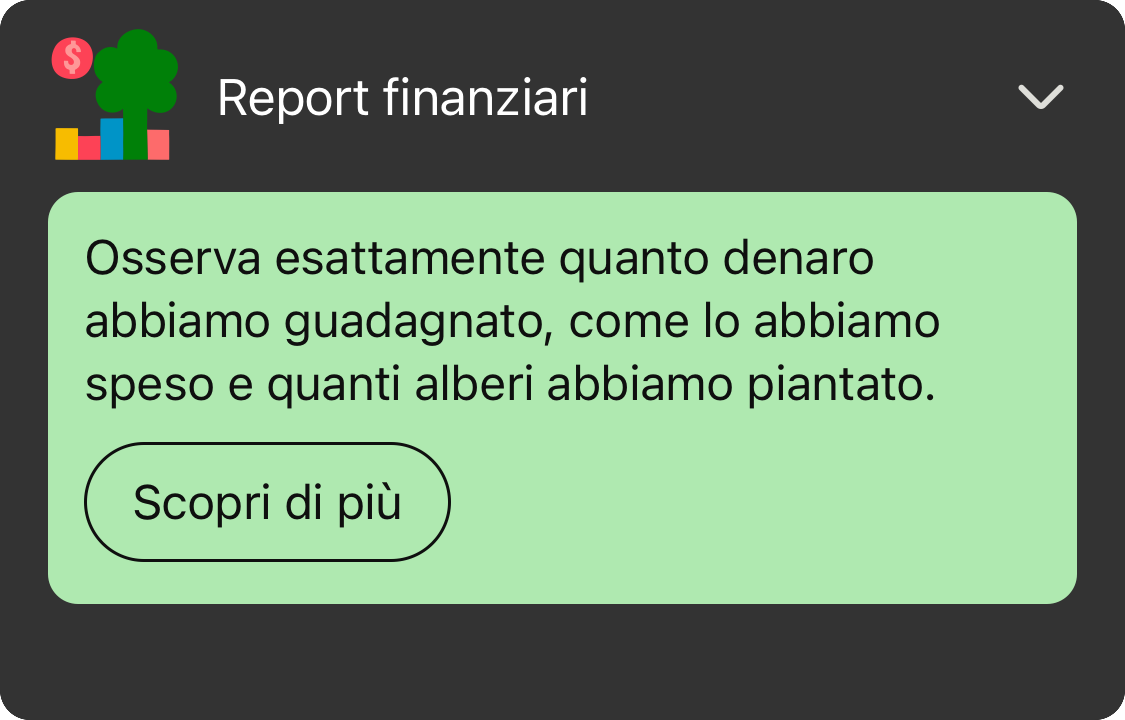 $
Report finanziari
Osserva esattamente quanto denaro
abbiamo guadagnato, come lo abbiamo
speso e quanti alberi abbiamo piantato.
Scopri di più